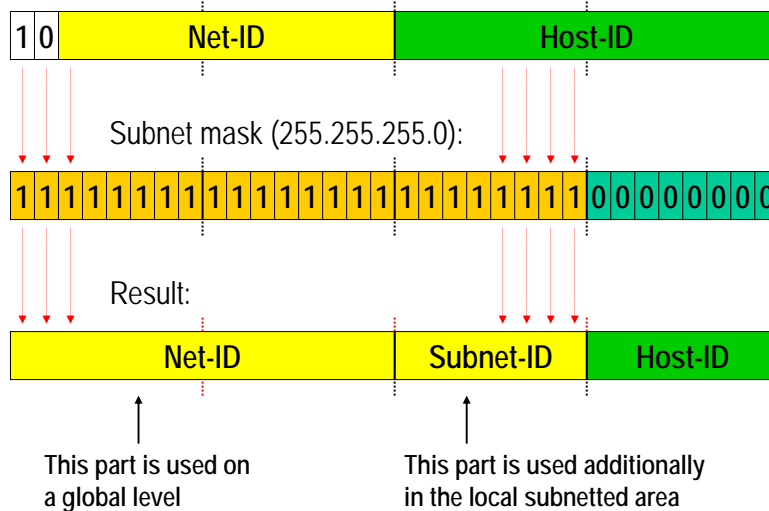 1 0 Net-ID Host-ID
Subnet mask (255.255.255.0):
1 1 1 1 1 1 1 1 1 1 1 1 1 1 1 1 1 1 1 1 1 1 1 1 0 0 0 0 0 0 0 0
Result:
Net-ID Subnet-ID Host-ID
This part is used on
a global level
This part is used additionally
in the local subnetted area